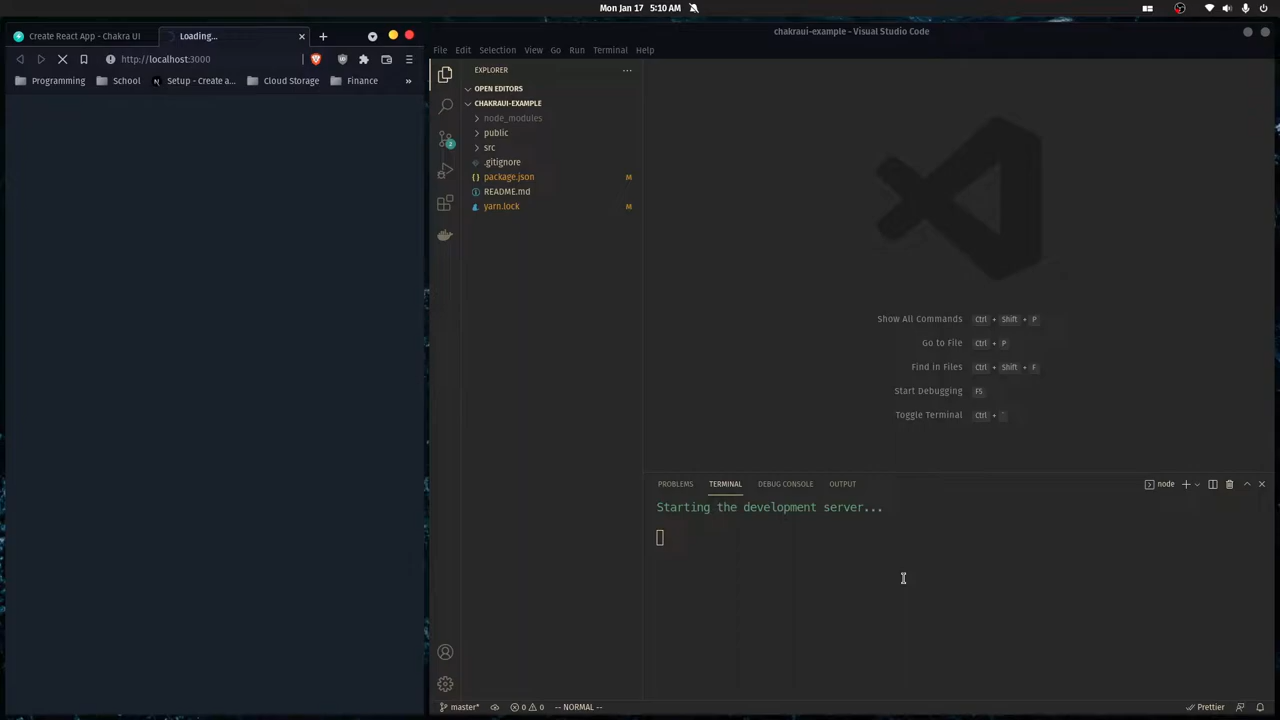 Mon Jan 17 5:10 AM
Create React App - Chakra UI
Loading...
http://localhost:3000
Programming
School
Setup - Create a...
Cloud Storage
Finance
»
chakraui-example - Visual Studio Code
File Edit Selection View Go Run Terminal Help
EXPLORER
OPEN EDITORS
CHAKRAUI-EXAMPLE
node_modules
public
src
.gitignore
package.json M
README.md
yarn.lock M
2
Show All Commands Ctrl + Shift + P
Go to File Ctrl + P
Find in Files Ctrl + Shift + F
Start Debugging F5
Toggle Terminal Ctrl + `
PROBLEMS TERMINAL DEBUG CONSOLE OUTPUT
node
Starting the development server...
master* 0 0 -- NORMAL --
Prettier